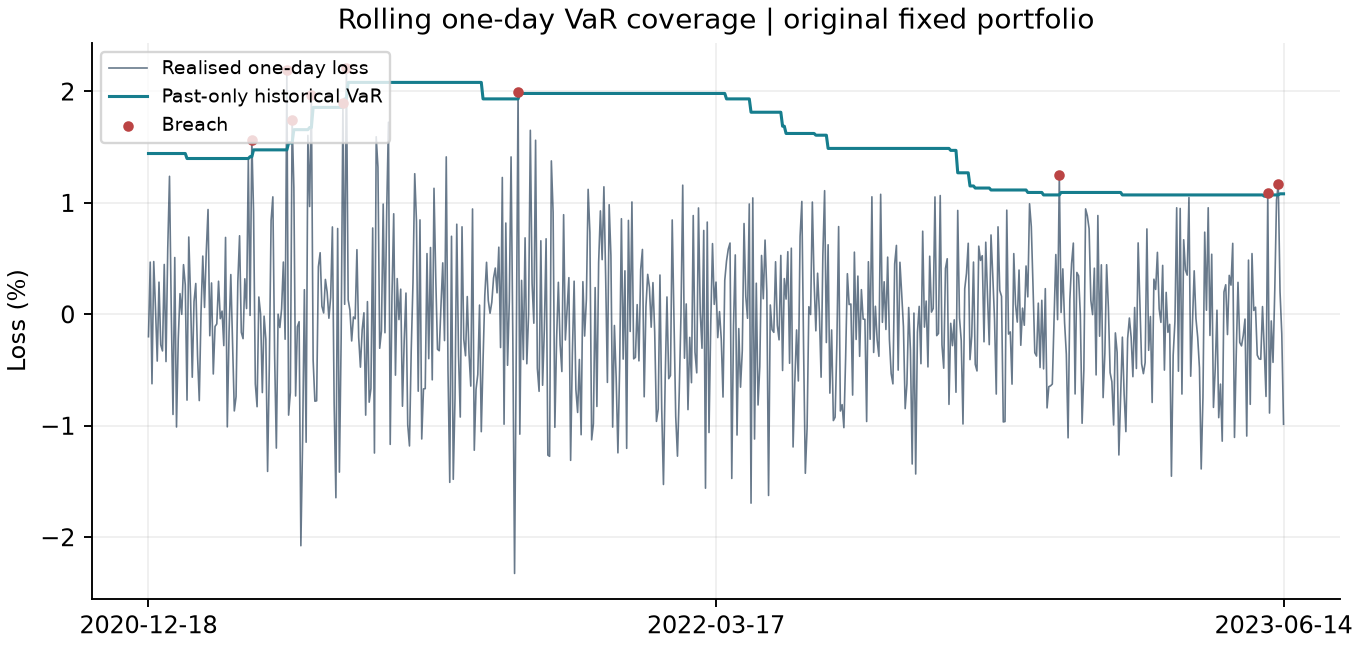 Rolling one-day VaR coverage | original fixed portfolio
Realised one-day loss
Past-only historical VaR
Breach
Loss (%)
2
1
0
−1
−2
2020-12-18
2022-03-17
2023-06-14